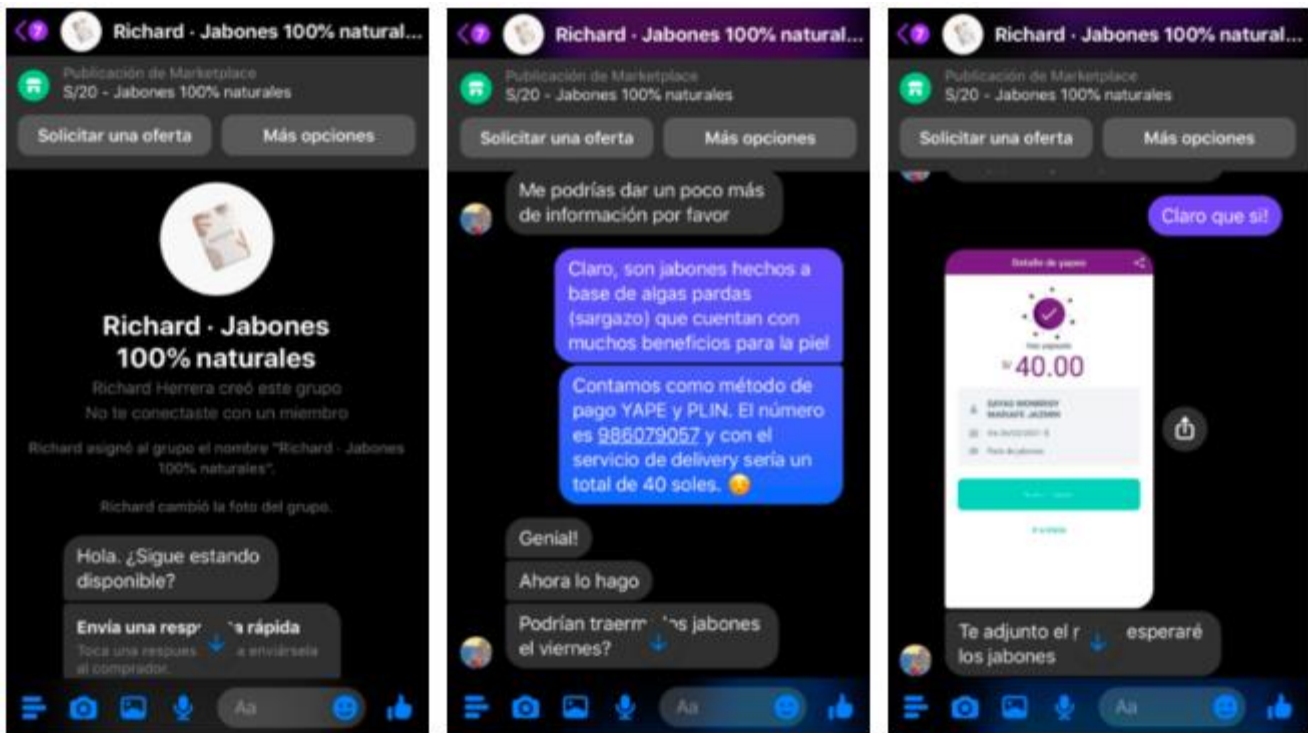 7
Richard · Jabones 100% natural...
Publicación de Marketplace
S/20 - Jabones 100% naturales
Solicitar una oferta
Más opciones
Richard · Jabones
100% naturales
Richard Herrera creó este grupo
No te conectaste con un miembro
Richard asignó al grupo el nombre "Richard - Jabones
100% naturales".
Richard cambió la foto del grupo.
Hola. ¿Sigue estando
disponible?
Envía una rápida
Toca una enviársela
al comprador.
Aa
7
Richard · Jabones 100% natural...
Publicación de Marketplace
S/20 - Jabones 100% naturales
Solicitar una oferta
Más opciones
Me podrías dar un poco más
de información por favor
Claro, son jabones hechos a
base de algas pardas
(sargazo) que cuentan con
muchos beneficios para la piel
Contamos como método de
pago YAPE y PLIN. El número
es 986079057 y con el
servicio de delivery sería un
total de 40 soles.
Genial!
Ahora lo hago
Podrían jabones
el viernes?
Aa
7
Richard · Jabones 100% natural...
Publicación de Marketplace
S/20 - Jabones 100% naturales
Solicitar una oferta
Más opciones
Claro que si!
Detalle de yapeo
S/ 40.00
Te adjunto el esperaré
los jabones
Aa